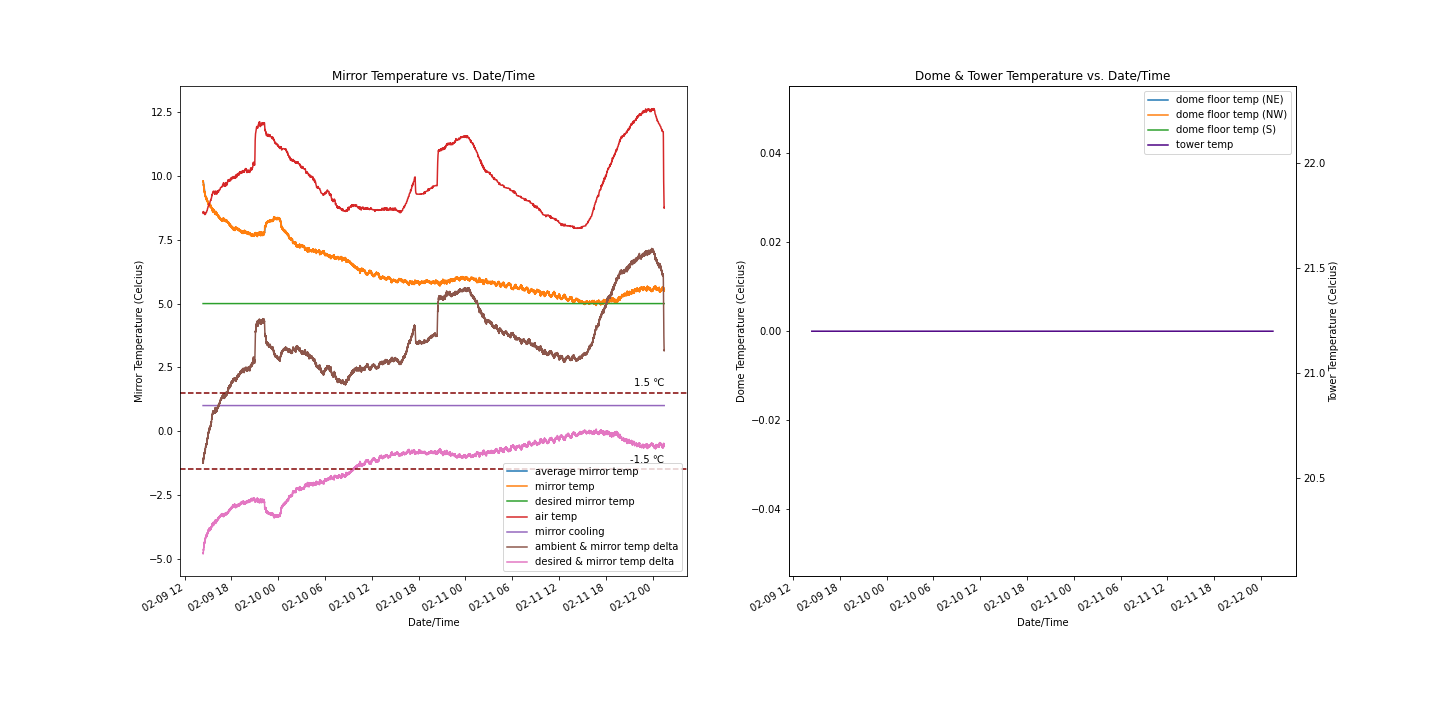 Mirror Temperature vs. Date/Time
Mirror Temperature (Celcius)
12.5
10.0
7.5
5.0
2.5
0.0
−2.5
−5.0
1.5 °C
-1.5 °C
average mirror temp
mirror temp
desired mirror temp
air temp
mirror cooling
ambient & mirror temp delta
desired & mirror temp delta
02-09 12
02-09 18
02-10 00
02-10 06
02-10 12
02-10 18
02-11 00
02-11 06
02-11 12
02-11 18
02-12 00
Date/Time
Dome & Tower Temperature vs. Date/Time
Dome Temperature (Celcius)
0.04
0.02
0.00
−0.02
−0.04
dome floor temp (NE)
dome floor temp (NW)
dome floor temp (S)
tower temp
22.0
21.5
21.0
20.5
Tower Temperature (Celcius)
02-09 12
02-09 18
02-10 00
02-10 06
02-10 12
02-10 18
02-11 00
02-11 06
02-11 12
02-11 18
02-12 00
Date/Time